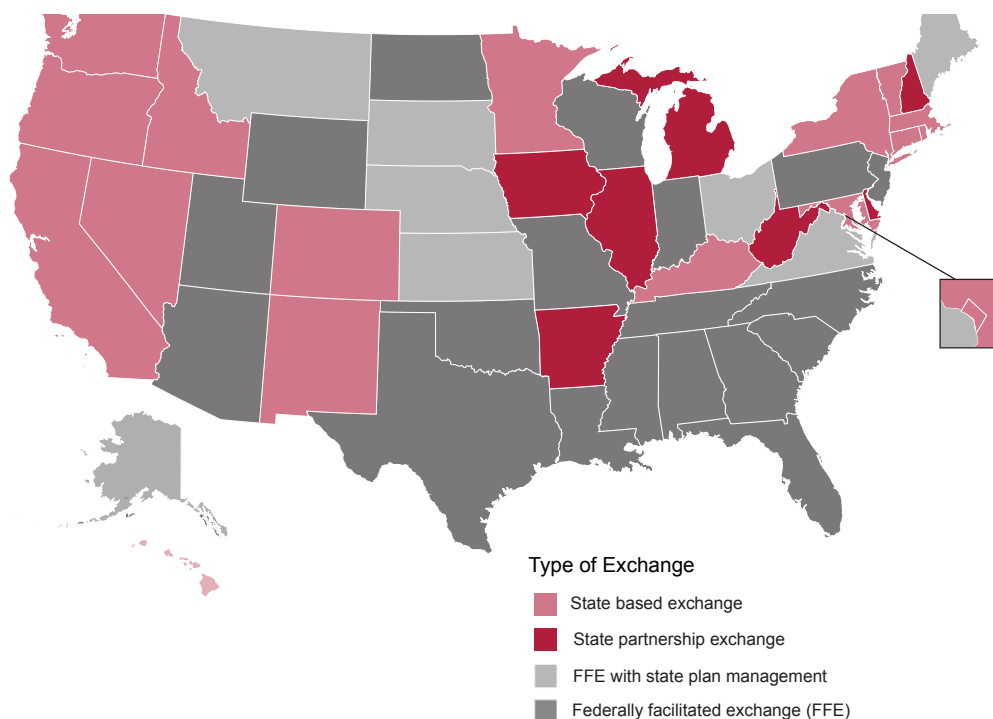 Type of Exchange
State based exchange
State partnership exchange
FFE with state plan management
Federally facilitated exchange (FFE)